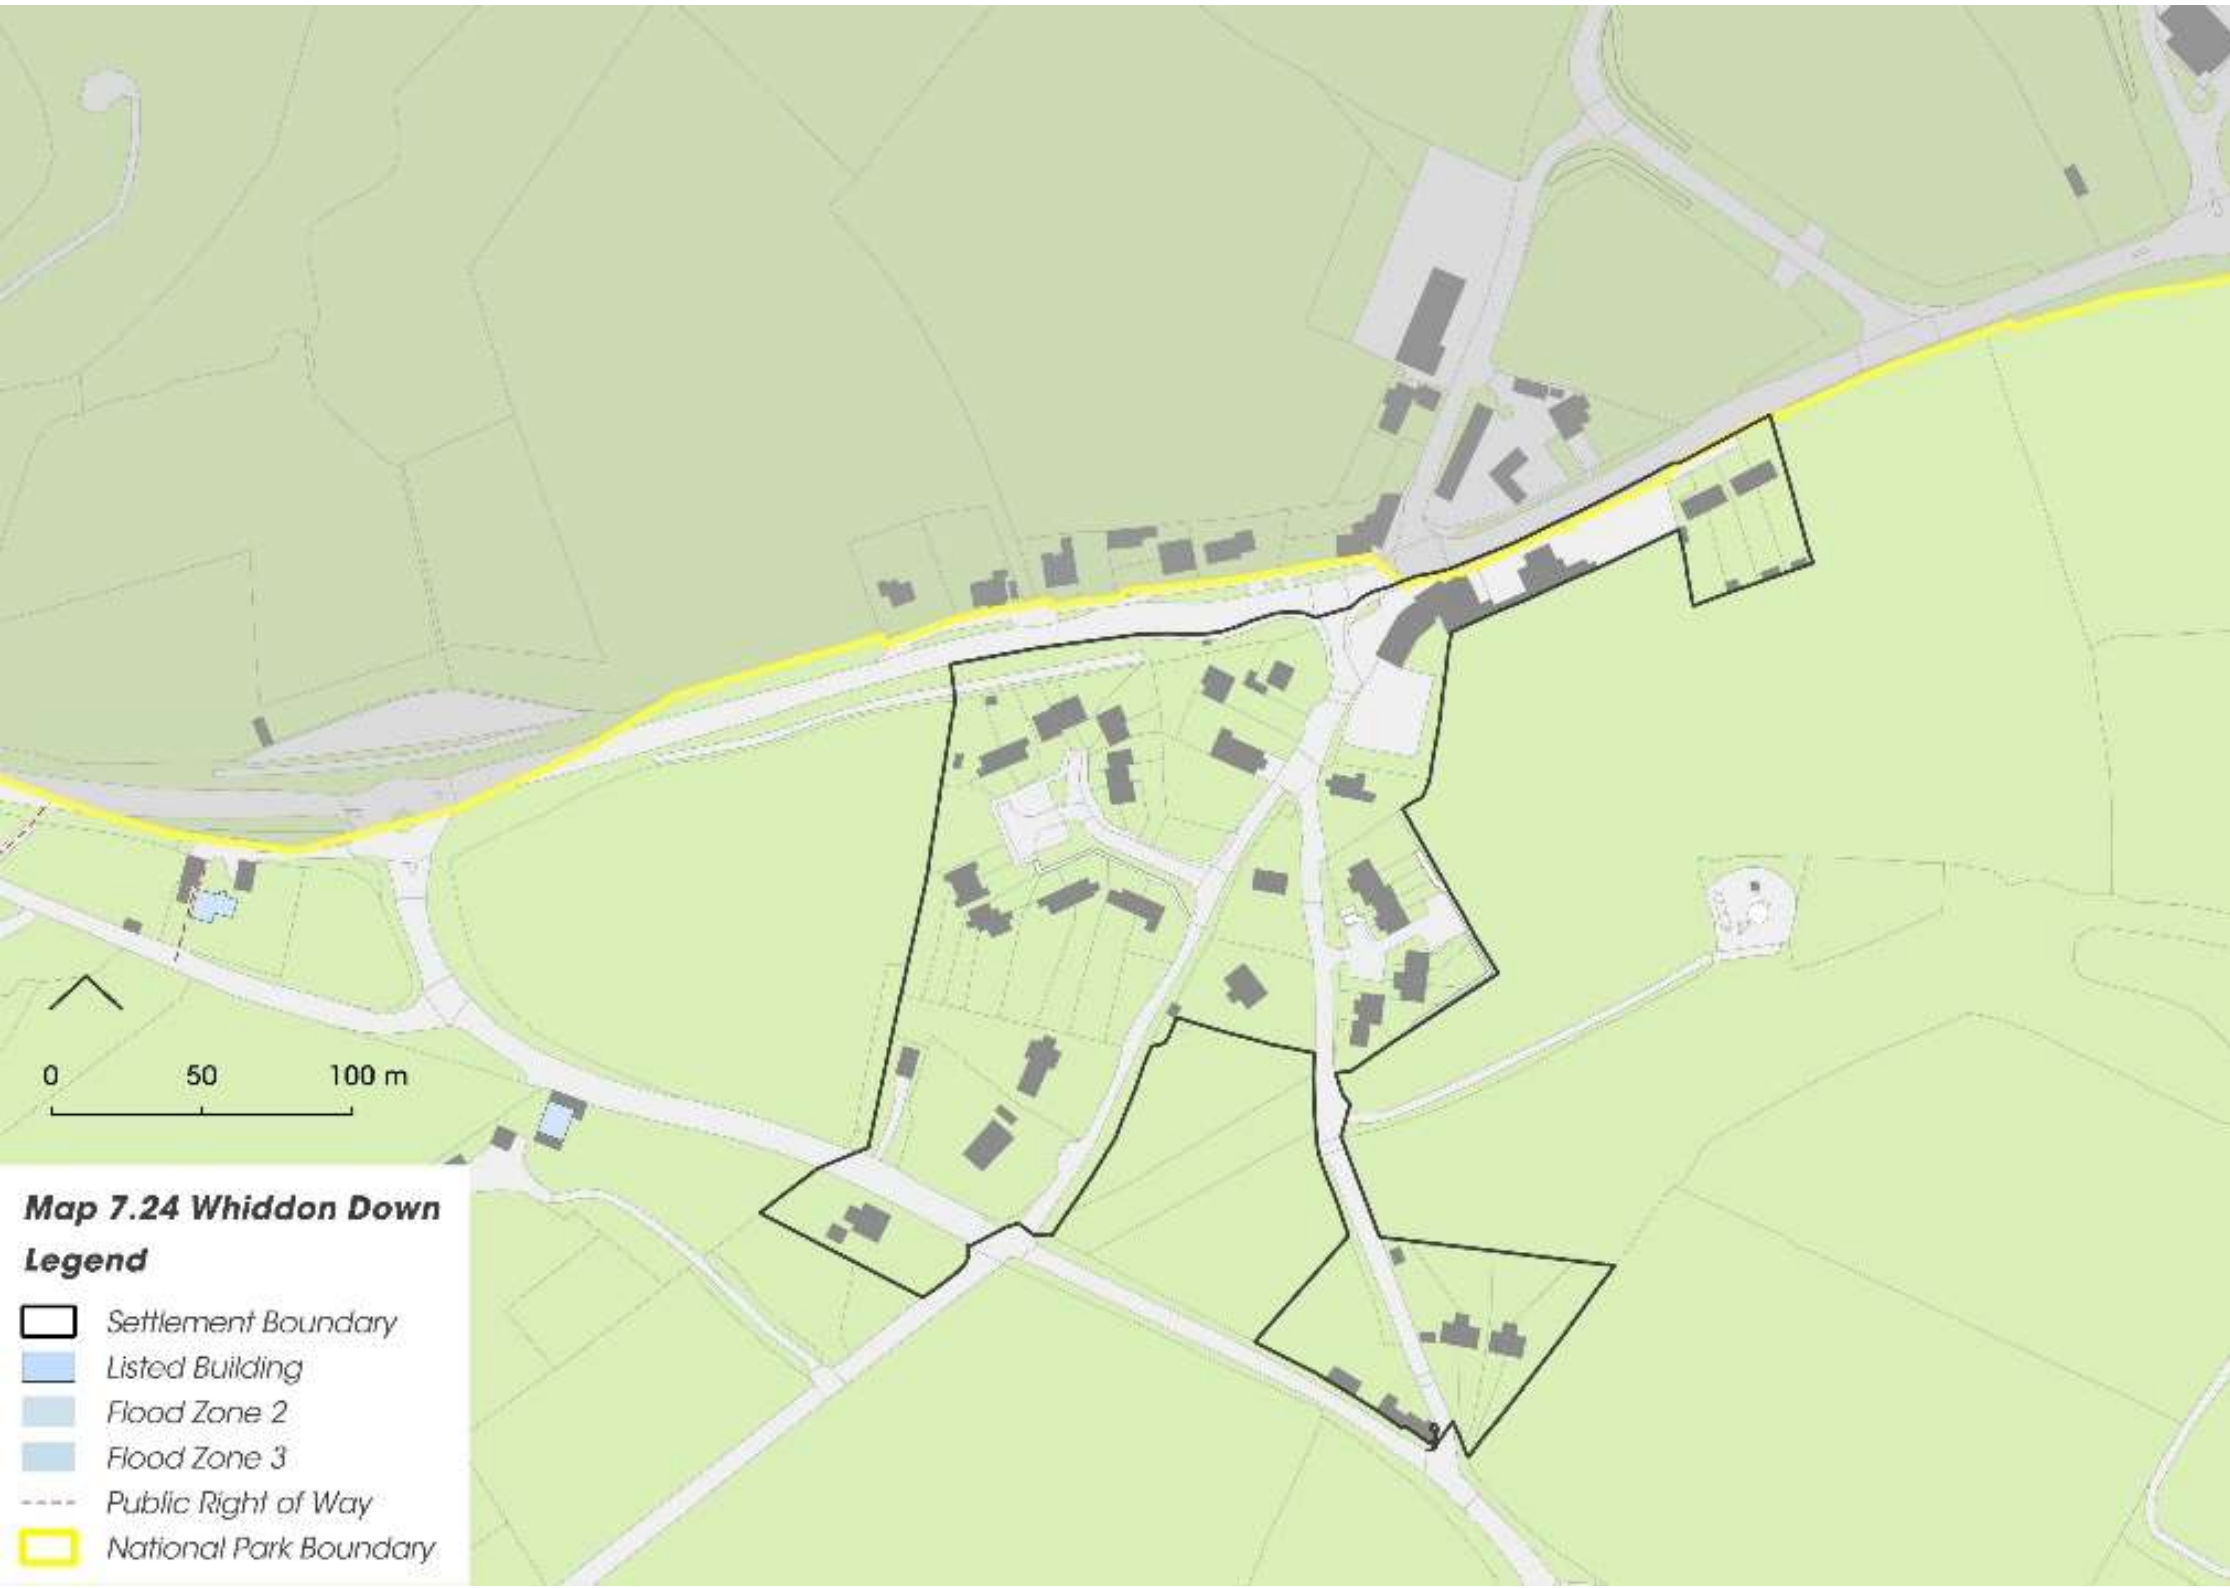 0 50 100 m
Map 7.24 Whiddon Down
Legend
Settlement Boundary
Listed Building
Flood Zone 2
Flood Zone 3
Public Right of Way
National Park Boundary